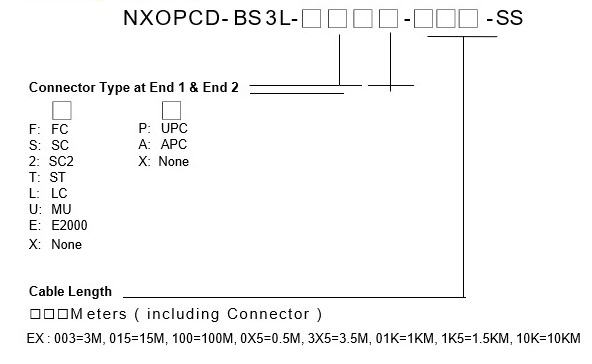 NXOPCD-BS3L-□□□□-□□□-SS
Connector Type at End 1 & End 2
□ □
F: FC P: UPC
S: SC A: APC
2: SC2 X: None
T: ST
L: LC
U: MU
E: E2000
X: None
Cable Length
□□□Meters ( including Connector )
EX : 003=3M, 015=15M, 100=100M, 0X5=0.5M, 3X5=3.5M, 01K=1KM, 1K5=1.5KM, 10K=10KM